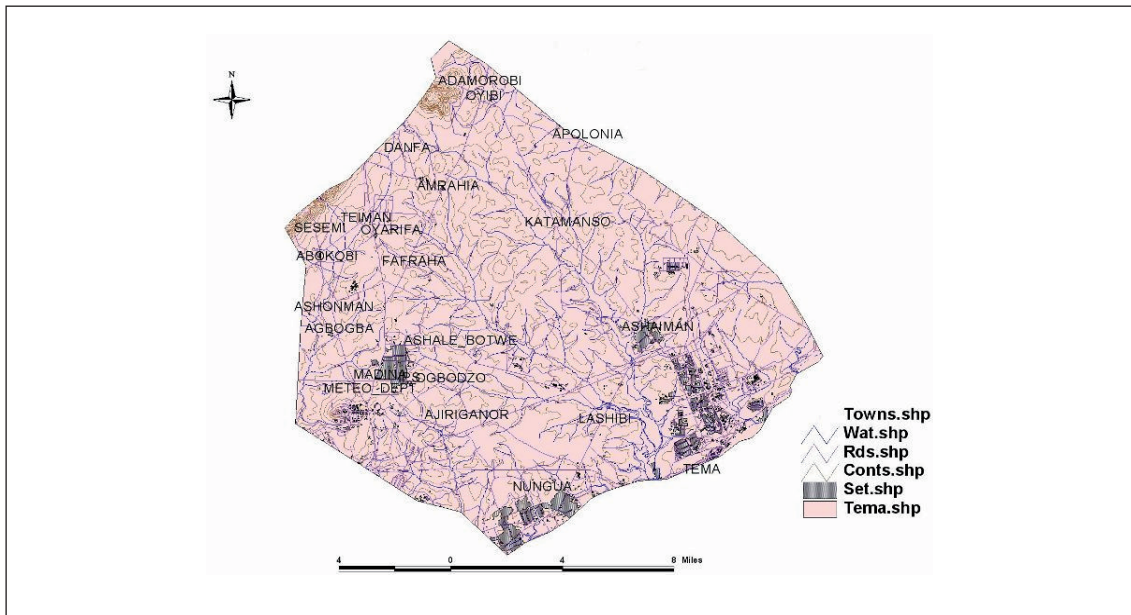 N
ADAMOROBI
OYIBI
APOLONIA
DANFA
AMRAHIA
TEIMAN
KATAMANSO
SESEMI
OYARIFA
ABOKOBI
FAFRAHA
ASHONMAN
AGBOGBA
ASHAIMAN
ASHALE_BOTWE
MADINA
OGBODZO
METEO_DEPT
AJIRIGANOR
LASHIBI
TEMA
NUNGUA
Towns.shp
Wat.shp
Rds.shp
Conts.shp
Set.shp
Tema.shp
4 0 4 8 Miles